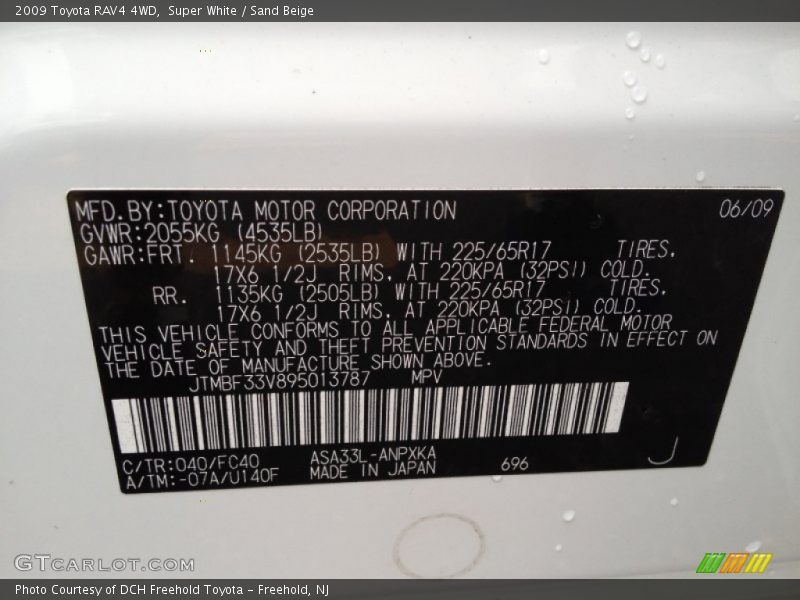 2009 Toyota RAV4 4WD,  Super White / Sand Beige
MFD.BY:TOYOTA MOTOR CORPORATION 06/09
GVWR:2055KG (4535LB)
GAWR:FRT. 1145KG (2535LB) WITH 225/65R17 TIRES,
17X6 1/2J RIMS, AT 220KPA (32PSI) COLD.
RR. 1135KG (2505LB) WITH 225/65R17 TIRES,
17X6 1/2J RIMS, AT 220KPA (32PSI) COLD.
THIS VEHICLE CONFORMS TO ALL APPLICABLE FEDERAL MOTOR
VEHICLE SAFETY AND THEFT PREVENTION STANDARDS IN EFFECT ON
THE DATE OF MANUFACTURE SHOWN ABOVE.
JTMBF33V895013787 MPV
C/TR:040/FC40 ASA33L-ANPXKA
A/TM:-07A/U140F MADE IN JAPAN 696 J
GTCARLOT.COM
Photo Courtesy of DCH Freehold Toyota - Freehold, NJ